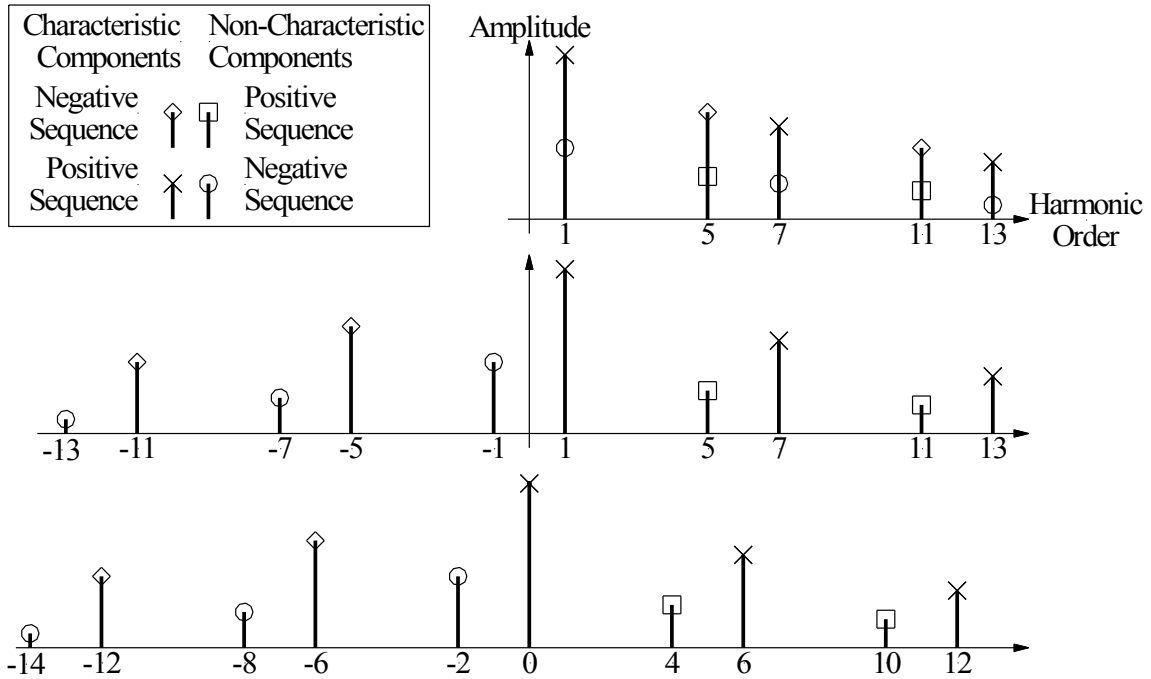 Characteristic Non-Characteristic
Components Components
Negative Positive
Sequence Sequence
Positive Negative
Sequence Sequence
Amplitude
Harmonic
Order
1 5 7 11 13
-13 -11 -7 -5 -1 1 5 7 11 13
-14 -12 -8 -6 -2 0 4 6 10 12